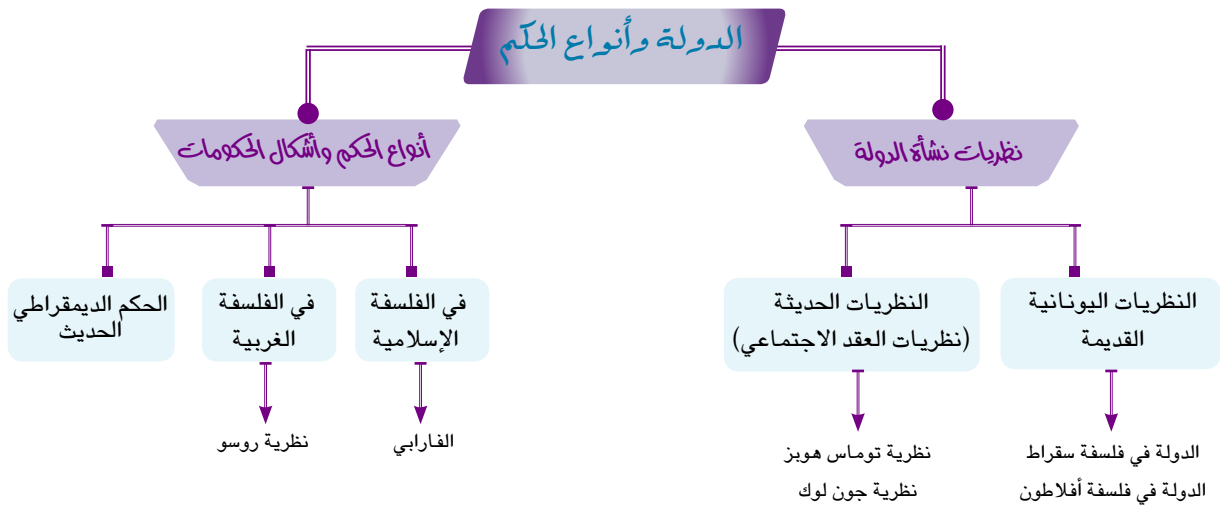 الدولة وأنواع الحكم
نظريات نشأة الدولة
أنواع الحكم وأشكال الحكومات
النظريات اليونانية
القديمة
النظريات الحديثة
(نظريات العقد الاجتماعي)
في الفلسفة
الإسلامية
في الفلسفة
الغربية
الحكم الديمقراطي
الحديث
الدولة في فلسفة سقراط
الدولة في فلسفة أفلاطون
نظرية توماس هوبز
نظرية جون لوك
الفارابي
نظرية روسو